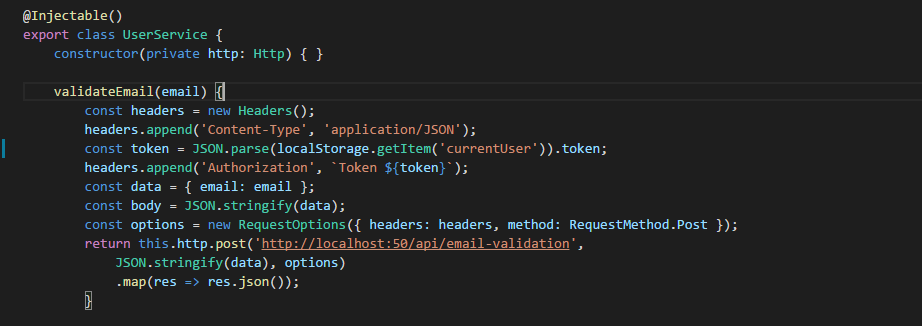 @Injectable()
export class UserService {
constructor(private http: Http) { }
validateEmail(email) {
const headers = new Headers();
headers.append('Content-Type', 'application/JSON');
const token = JSON.parse(localStorage.getItem('currentUser')).token;
headers.append('Authorization', `Token ${token}`);
const data = { email: email };
const body = JSON.stringify(data);
const options = new RequestOptions({ headers: headers, method: RequestMethod.Post });
return this.http.post('http://localhost:50/api/email-validation',
JSON.stringify(data), options)
.map(res => res.json());
}